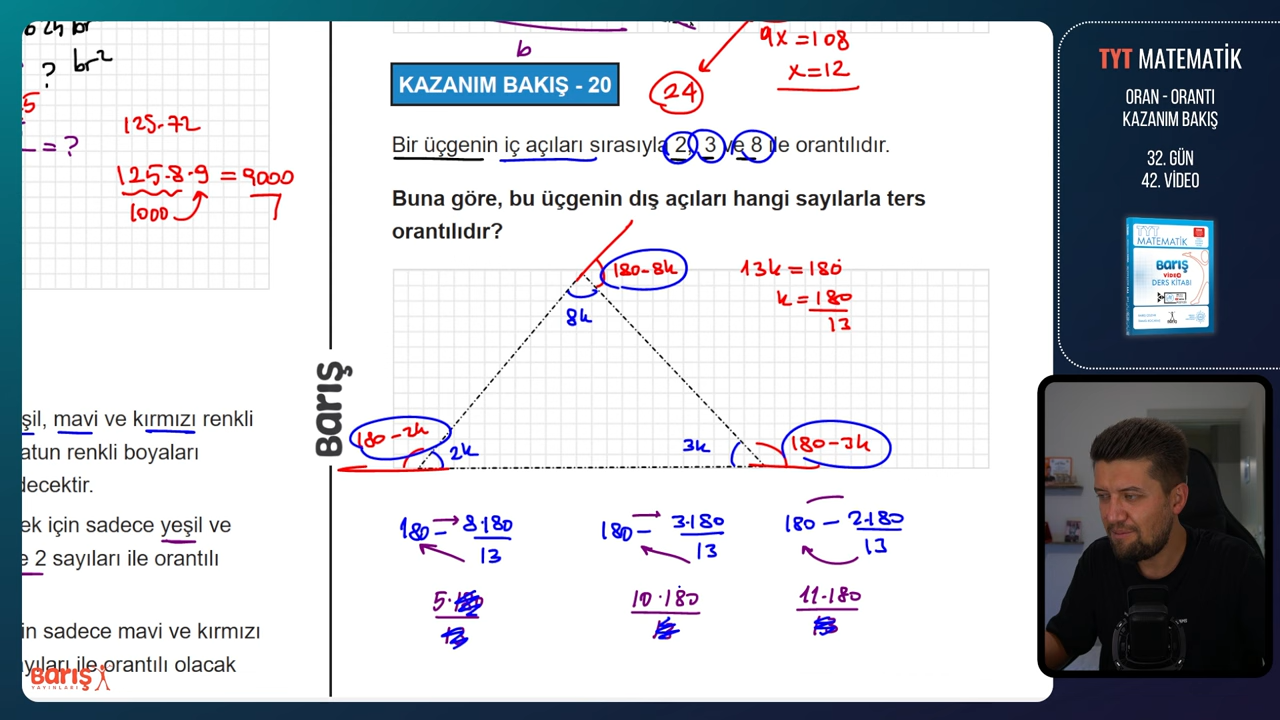 br²
?
5
= ?
125.72
125.8.9 = 9000
1000
şil, mavi ve kırmızı renkli
atun renkli boyaları
decektir.
ek için sadece yeşil ve
e 2 sayıları ile orantılı
in sadece mavi ve kırmızı
yıları ile orantılı olacak
BARIŞ
YAYINLARI
Barış
b
9x = 108
x = 12
24
KAZANIM BAKIŞ - 20
Bir üçgenin iç açıları sırasıyla 2, 3 ve 8 ile orantılıdır.
Buna göre, bu üçgenin dış açıları hangi sayılarla ters
orantılıdır?
180-8k
13k = 180
k = 180
13
8k
180-2k
2k
3k
180-3k
180 - 8.180
13
180 - 3.180
13
180 - 2.180
13
5.180
10.180
11.180
TYT MATEMATİK
ORAN - ORANTI
KAZANIM BAKIŞ
32. GÜN
42. VİDEO
TYT
MATEMATİK
Barış
VİDEO
DERS KİTABI